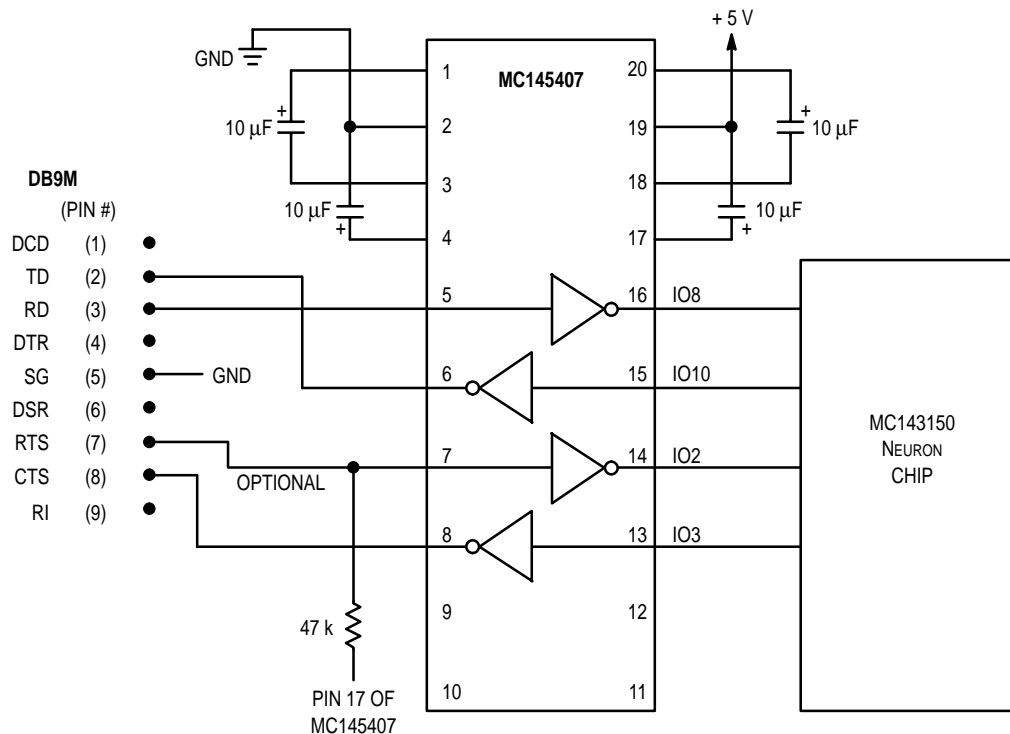 + 5 V
GND
1
MC145407
20
+
10 µF
2
19
+
10 µF
3
18
DB9M
(PIN #)
10 µF
+
4
10 µF
+
17
DCD (1)
TD (2)
RD (3)
5
16 IO8
DTR (4)
SG (5)
GND
6
15 IO10
DSR (6)
RTS (7)
OPTIONAL
7
14 IO2
MC143150
NEURON
CHIP
CTS (8)
RI (9)
8
13 IO3
47 k
9
12
PIN 17 OF
MC145407
10
11